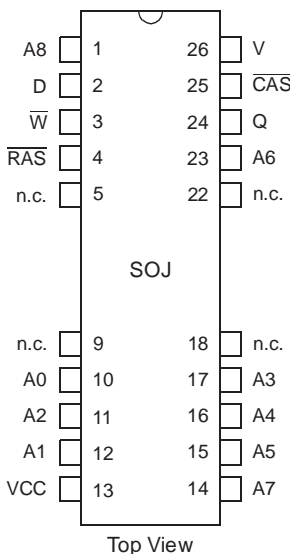 A8 1 26 V
D 2 25 CAS
W 3 24 Q
RAS 4 23 A6
n.c. 5 22 n.c.
SOJ
n.c. 9 18 n.c.
A0 10 17 A3
A2 11 16 A4
A1 12 15 A5
VCC 13 14 A7
Top View